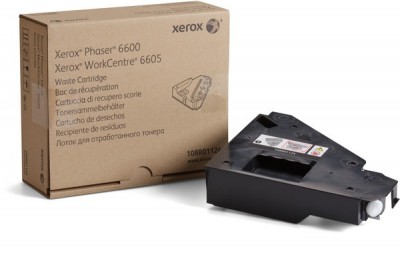 xerox
Xerox® Phaser® 6600
Xerox® WorkCentre® 6605
Waste Cartridge
Bac de récupération
Cartuccia di recupero scorie
Tonersammelbehälter
Cartucho de desechos
Recipiente de resíduos
Лоток для отработанного тонера